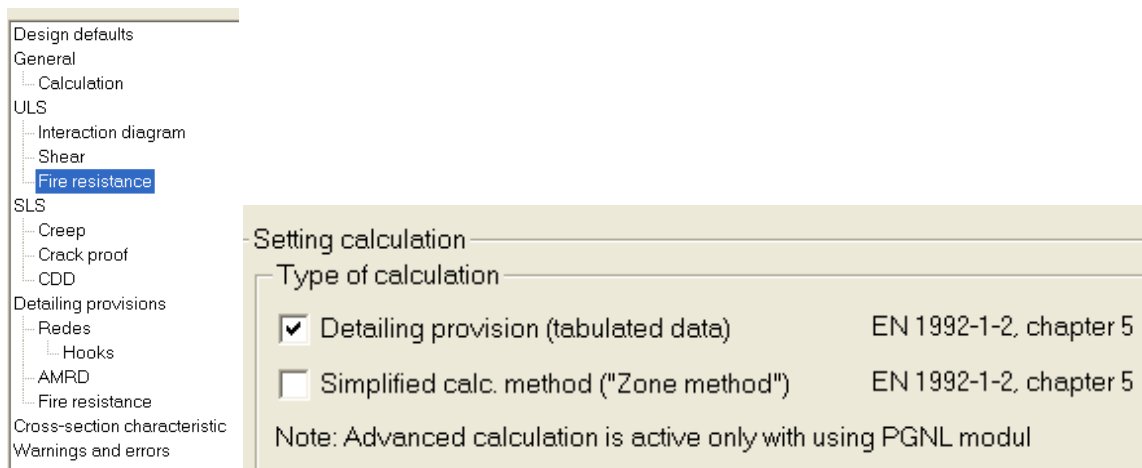 Design defaults
General
Calculation
ULS
Interaction diagram
Shear
Fire resistance
SLS
Creep
Crack proof
CDD
Detailing provisions
Redes
Hooks
AMRD
Fire resistance
Cross-section characteristic
Warnings and errors
Setting calculation
Type of calculation
Detailing provision (tabulated data) EN 1992-1-2, chapter 5
Simplified calc. method ("Zone method") EN 1992-1-2, chapter 5
Note: Advanced calculation is active only with using PGNL modul